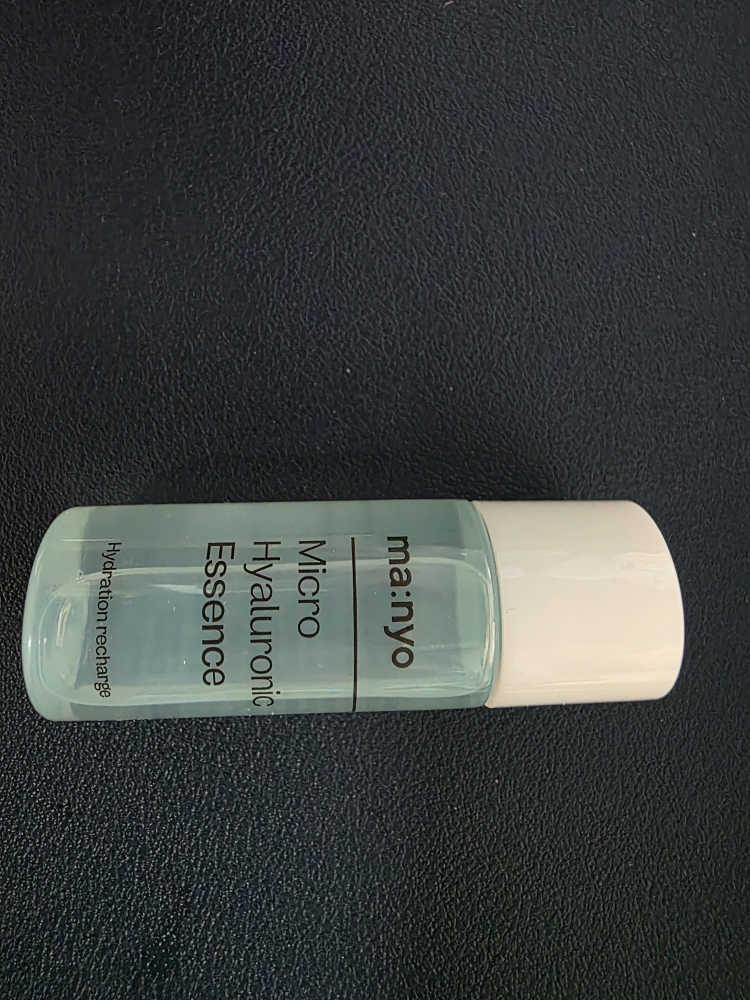 ma:nyo
Micro
Hyaluronic
Essence
Hydration recharge